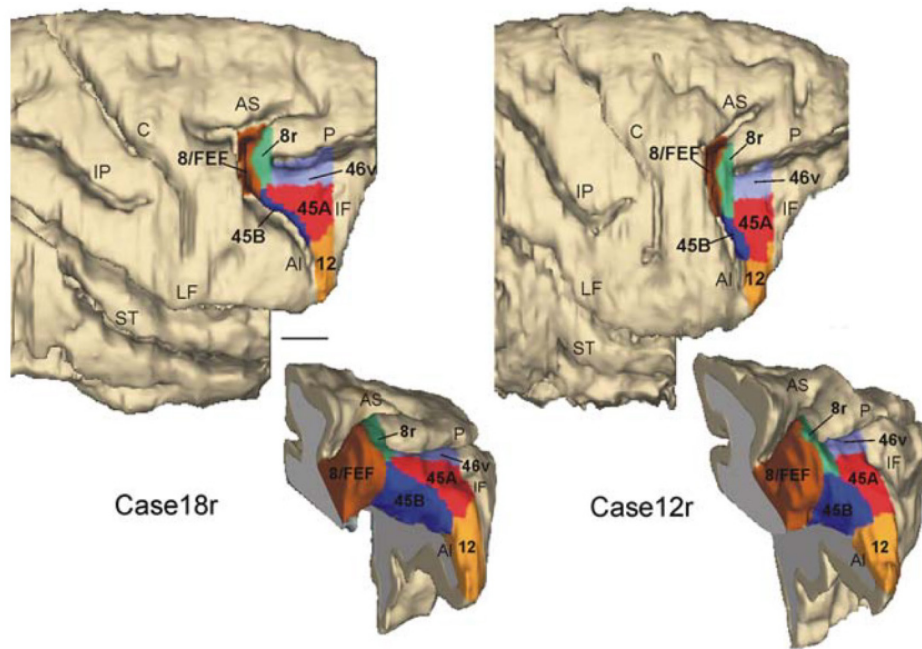 AS
8r
P
C
8/FEF
46v
IP
45A
IF
45B
AI
12
LF
ST
AS
8r
P
C
8/FEF
46v
IP
45A
IF
45B
AI
12
LF
ST
AS
8r
P
46v
8/FEF
45A
IF
45B
AI
12
Case18r
AS
8r
P
46v
IF
8/FEF
45A
45B
12
AI
Case12r